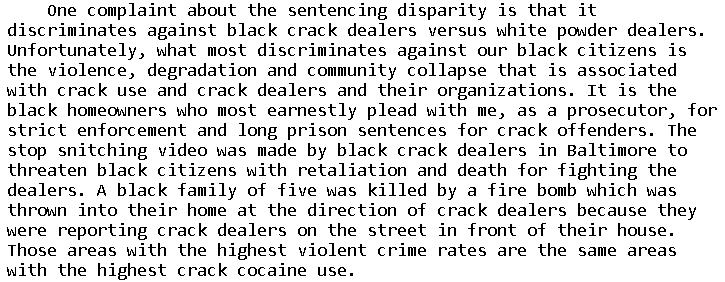 One complaint about the sentencing disparity is that it
discriminates against black crack dealers versus white powder dealers.
Unfortunately, what most discriminates against our black citizens is
the violence, degradation and community collapse that is associated
with crack use and crack dealers and their organizations. It is the
black homeowners who most earnestly plead with me, as a prosecutor, for
strict enforcement and long prison sentences for crack offenders. The
stop snitching video was made by black crack dealers in Baltimore to
threaten black citizens with retaliation and death for fighting the
dealers. A black family of five was killed by a fire bomb which was
thrown into their home at the direction of crack dealers because they
were reporting crack dealers on the street in front of their house.
Those areas with the highest violent crime rates are the same areas
with the highest crack cocaine use.